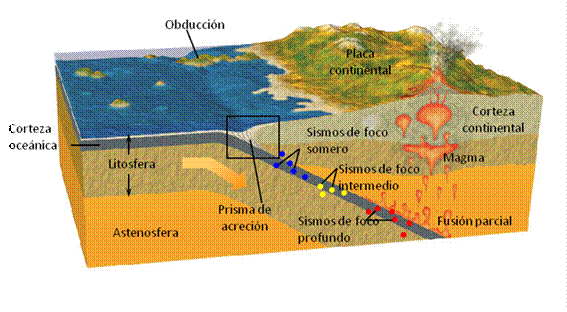 Obducción
Placa
continental
Corteza
oceánica
Litosfera
Sismos de foco
somero
Corteza
continental
Magma
Sismos de foco
intermedio
Prisma de
acreción
Sismos de foco
profundo
Fusión parcial
Astenosfera